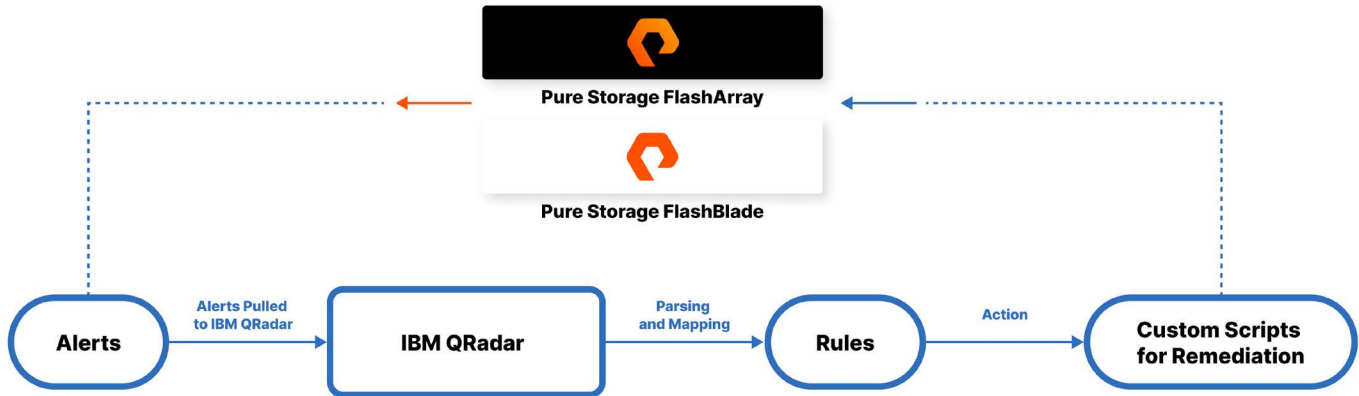 Pure Storage FlashArray
Pure Storage FlashBlade
Alerts
Alerts Pulled
to IBM QRadar
IBM QRadar
Parsing
and Mapping
Rules
Action
Custom Scripts
for Remediation